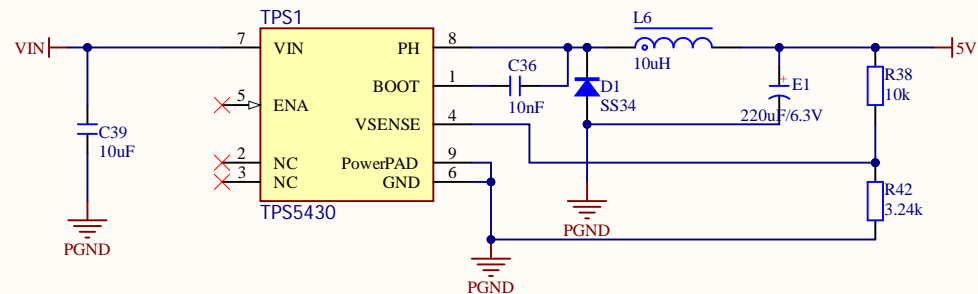 TPS1
L6
VIN
7
VIN
PH
8
5V
10uH
C36
10nF
1
BOOT
D1
SS34
E1
220uF/6.3V
R38
10k
5
ENA
C39
10uF
VSENSE
4
2
NC
PowerPAD
9
3
NC
GND
6
R42
3.24k
TPS5430
PGND
PGND
PGND